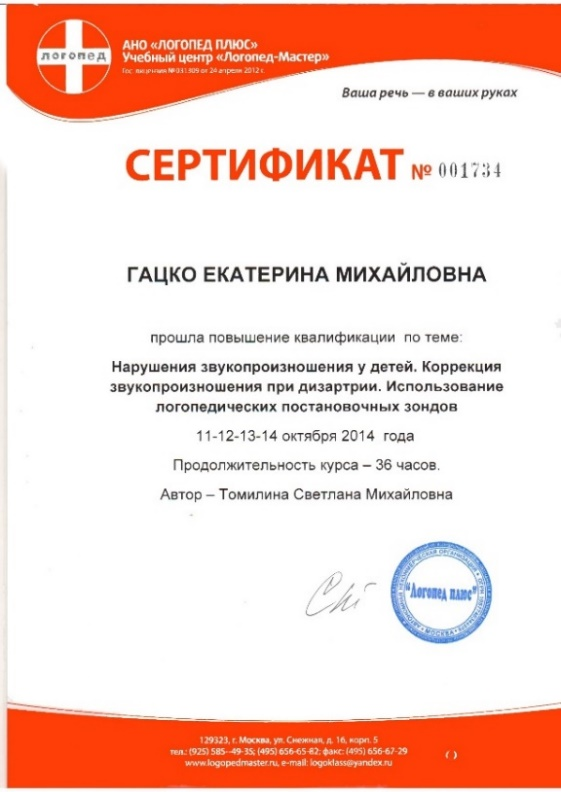 логопед
АНО «ЛОГОПЕД ПЛЮС»
Учебный центр «Логопед-Мастер»
Гос. лицензия №031309 от 24 апреля 2012 г.
Ваша речь — в ваших руках
СЕРТИФИКАТ № 001734
ГАЦКО ЕКАТЕРИНА МИХАЙЛОВНА
прошла повышение квалификации по теме:
Нарушения звукопроизношения у детей. Коррекция
звукопроизношения при дизартрии. Использование
логопедических постановочных зондов
11-12-13-14 октября 2014 года
Продолжительность курса – 36 часов.
Автор – Томилина Светлана Михайловна
"Логопед плюс"
МОСКВА
129323, г. Москва, ул. Снежная, д. 16, корп. 5
тел.: (925) 585--49-35; (495) 656-65-82; факс: (495) 656-67-29
www.logopedmaster.ru, e-mail: logoklass@yandex.ru